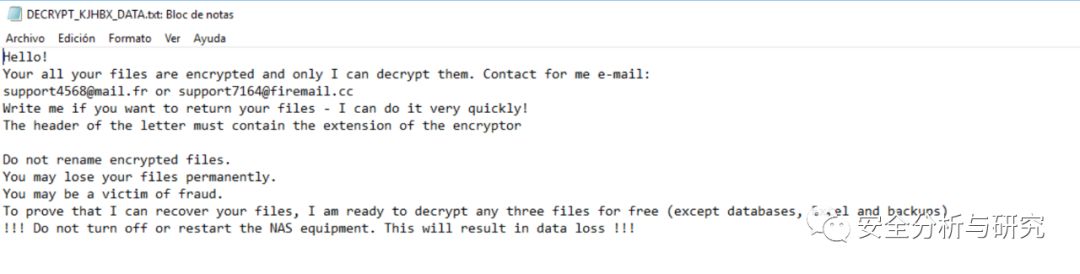 DECRYPT_KJHBX_DATA.txt: Bloc de notas
Archivo Edición Formato Ver Ayuda
Hello!
Your all your files are encrypted and only I can decrypt them. Contact for me e-mail:
support4568@mail.fr or support7164@firemail.cc
Write me if you want to return your files - I can do it very quickly!
The header of the letter must contain the extension of the encryptor
Do not rename encrypted files.
You may lose your files permanently.
You may be a victim of fraud.
To prove that I can recover your files, I am ready to decrypt any three files for free (except databases, and backups)
!!! Do not turn off or restart the NAS equipment. This will result in data loss !!!
安全分析与研究